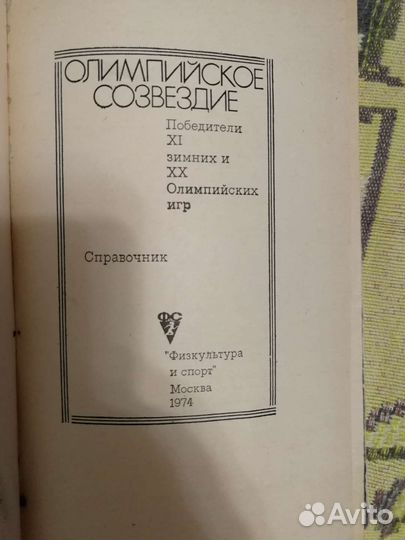 ОЛИМПИЙСКОЕ
СОЗВЕЗДИЕ
Победители
XI
зимних и
XX
Олимпийских
игр
Справочник
ФС
"Физкультура
и спорт"
Москва
1974
Avito